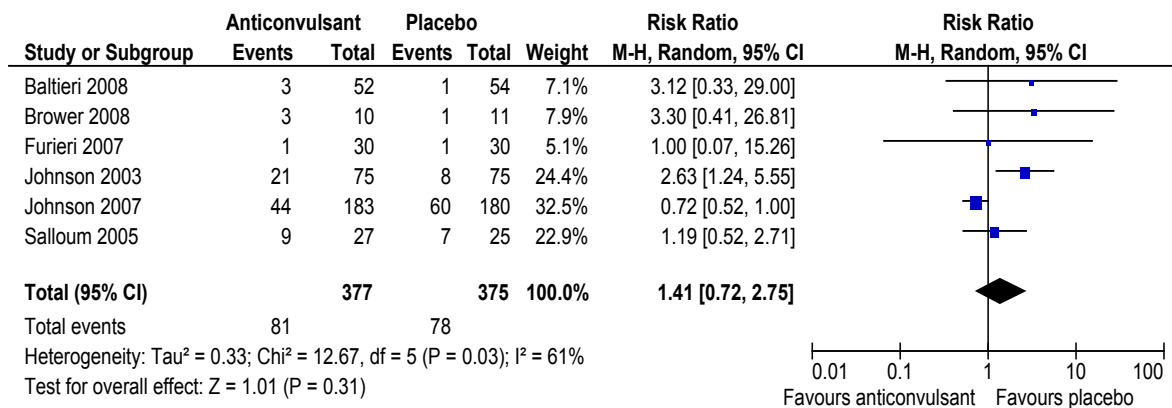 Anticonvulsant Placebo Risk Ratio Risk Ratio
Study or Subgroup Events Total Events Total Weight M-H, Random, 95% CI M-H, Random, 95% CI
Baltieri 2008 3 52 1 54 7.1% 3.12 [0.33, 29.00]
Brower 2008 3 10 1 11 7.9% 3.30 [0.41, 26.81]
Furieri 2007 1 30 1 30 5.1% 1.00 [0.07, 15.26]
Johnson 2003 21 75 8 75 24.4% 2.63 [1.24, 5.55]
Johnson 2007 44 183 60 180 32.5% 0.72 [0.52, 1.00]
Salloum 2005 9 27 7 25 22.9% 1.19 [0.52, 2.71]
Total (95% CI) 377 375 100.0% 1.41 [0.72, 2.75]
Total events 81 78
Heterogeneity: Tau² = 0.33; Chi² = 12.67, df = 5 (P = 0.03); I² = 61%
Test for overall effect: Z = 1.01 (P = 0.31)
0.01 0.1 1 10 100
Favours anticonvulsant Favours placebo